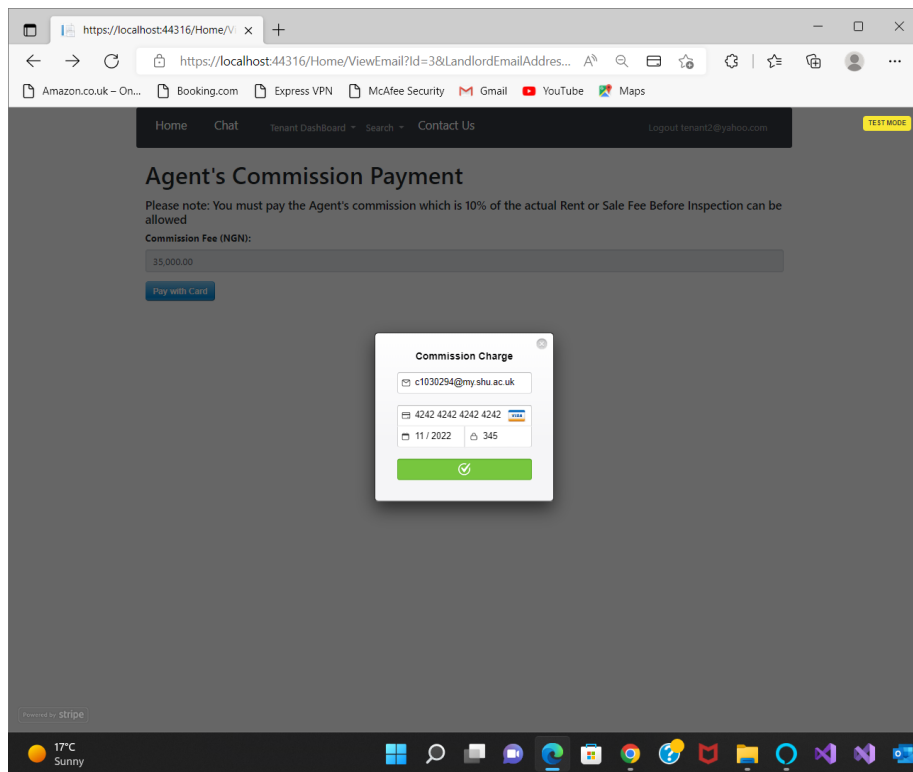 https://localhost:44316/Home/Vi
https://localhost:44316/Home/ViewEmail?Id=3&LandlordEmailAddres...
Amazon.co.uk – On... Booking.com Express VPN McAfee Security Gmail YouTube Maps
Home Chat Tenant DashBoard Search Contact Us Logout tenant2@yahoo.com
TEST MODE
Agent's Commission Payment
Please note: You must pay the Agent's commission which is 10% of the actual Rent or Sale Fee Before Inspection can be
allowed
Commission Fee (NGN):
35,000.00
Pay with Card
Commission Charge
c1030294@my.shu.ac.uk
4242 4242 4242 4242 VISA
11 / 2022 345
Powered by stripe
17°C
Sunny